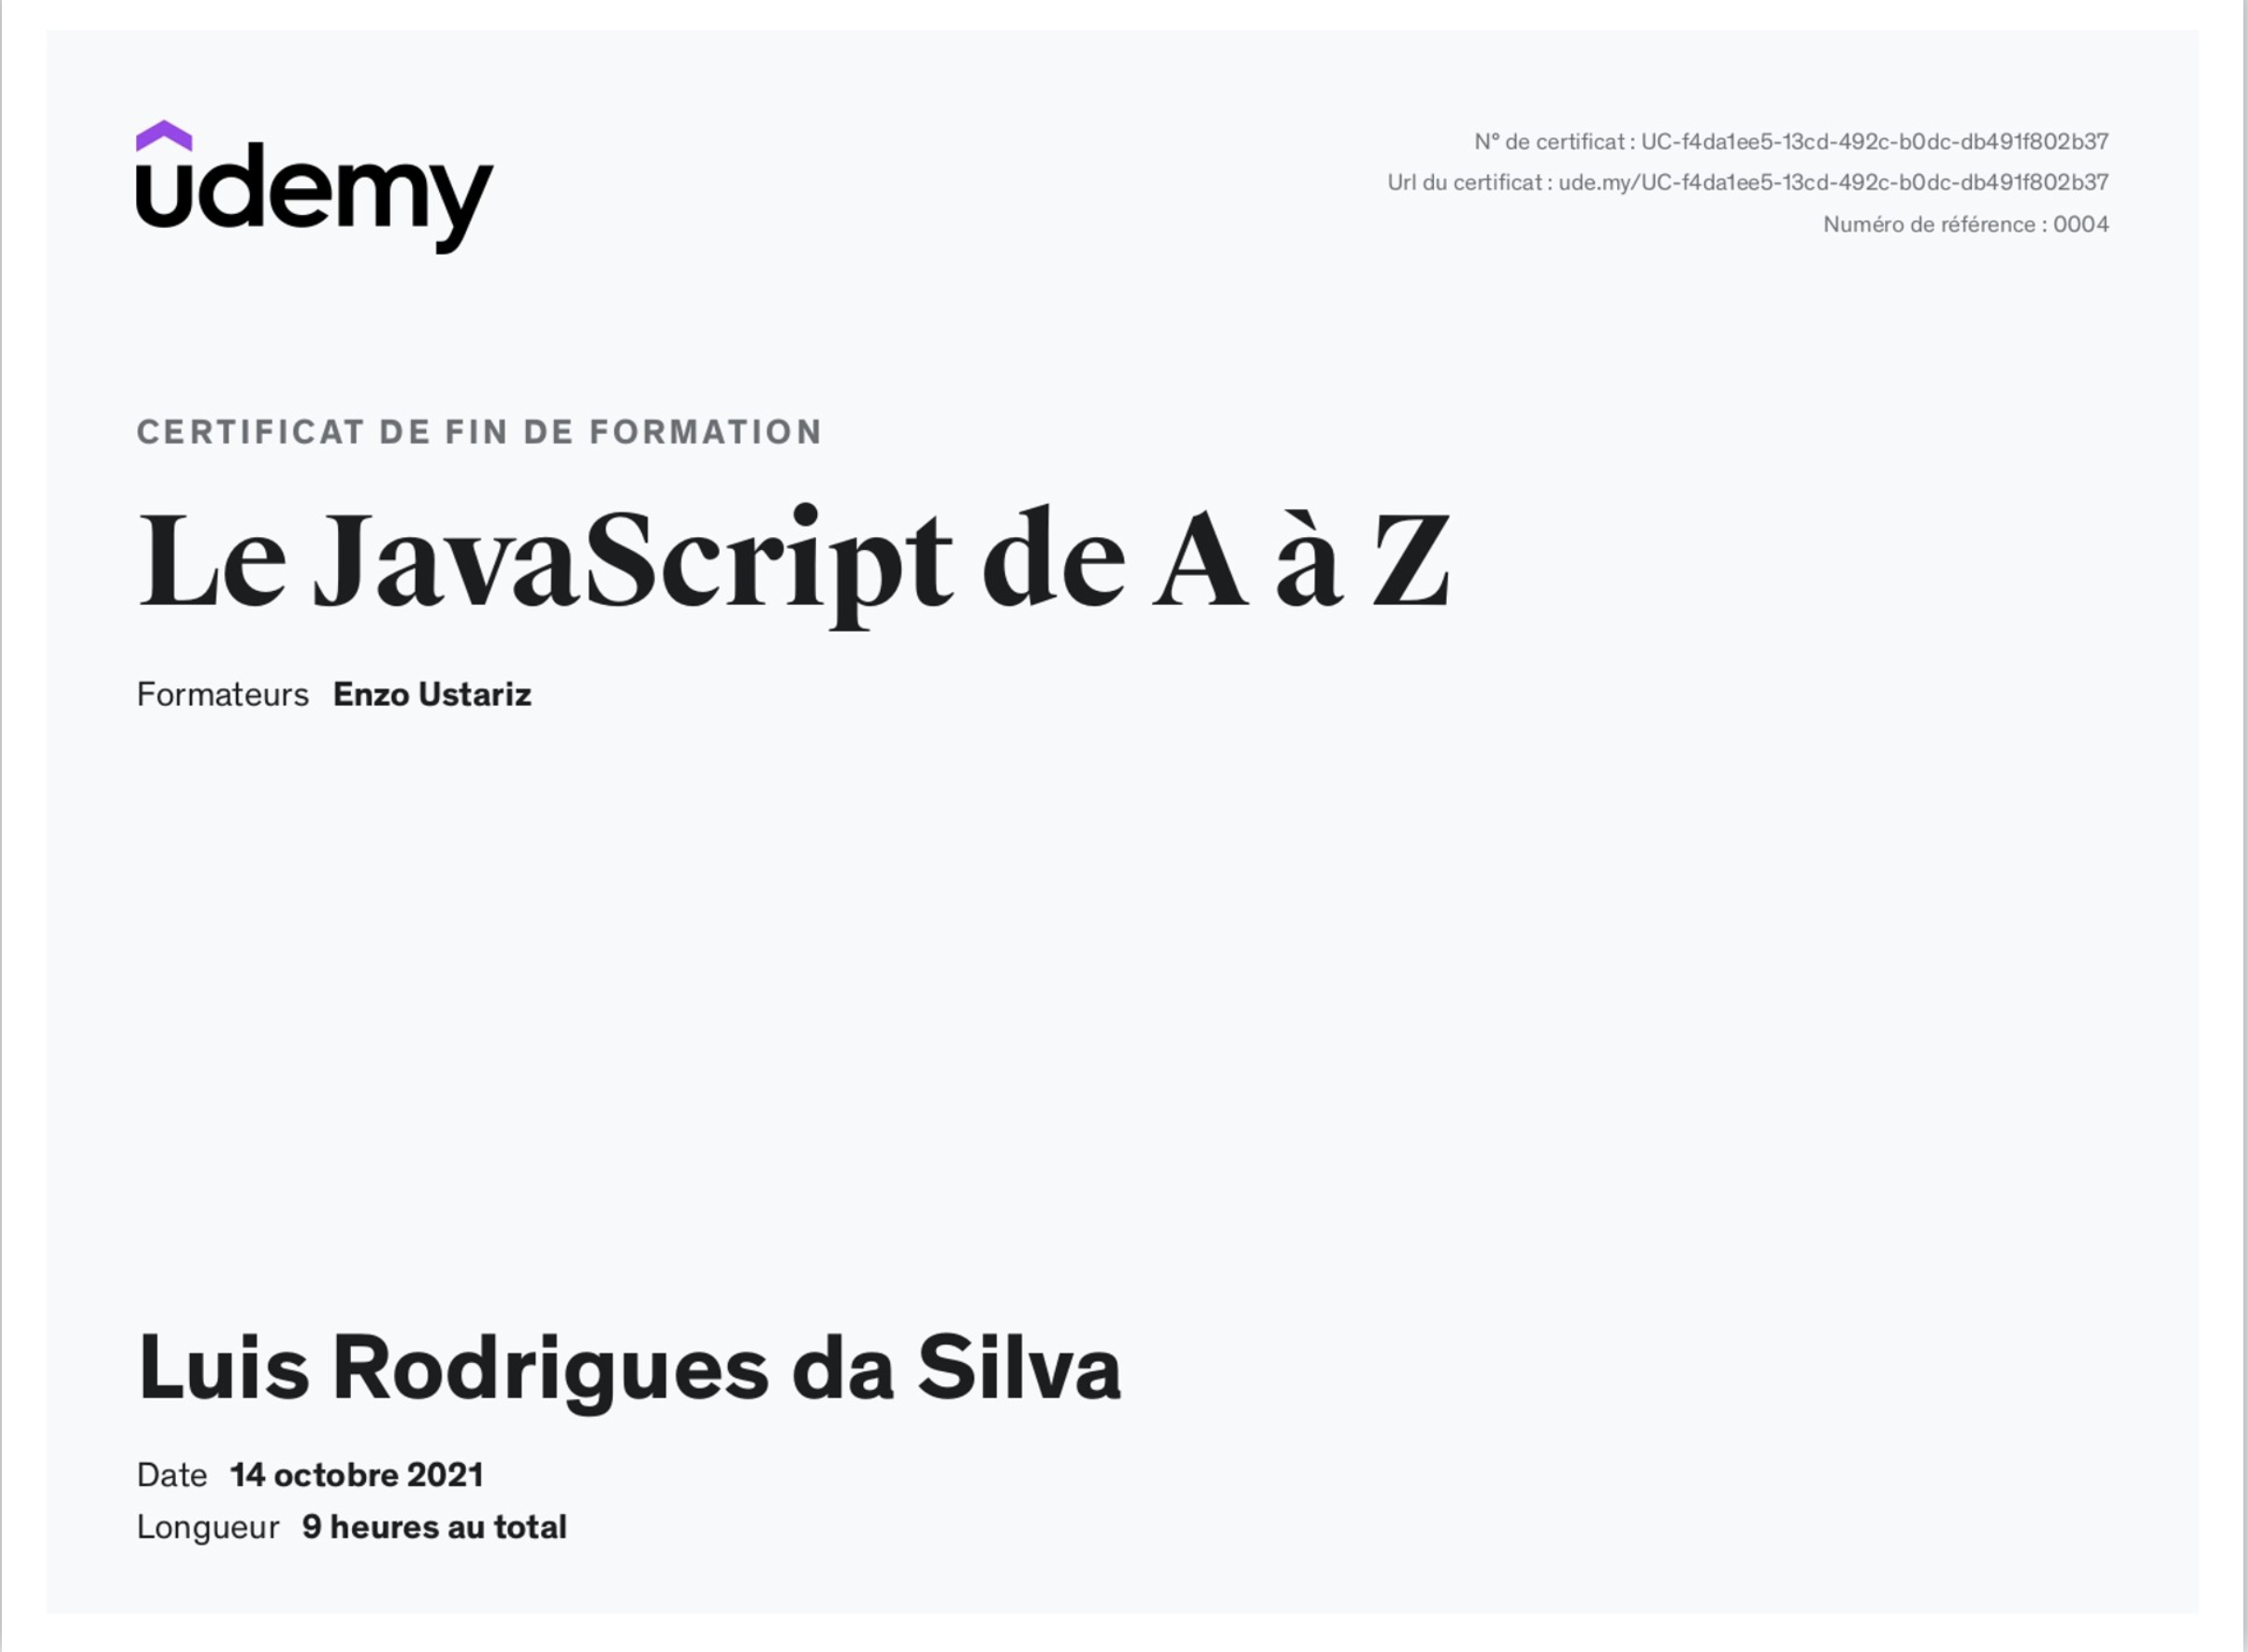 udemy
N° de certificat : UC-f4da1ee5-13cd-492c-b0dc-db491f802b37
Url du certificat : ude.my/UC-f4da1ee5-13cd-492c-b0dc-db491f802b37
Numéro de référence : 0004
CERTIFICAT DE FIN DE FORMATION
Le JavaScript de A à Z
Formateurs Enzo Ustariz
Luis Rodrigues da Silva
Date 14 octobre 2021
Longueur 9 heures au total